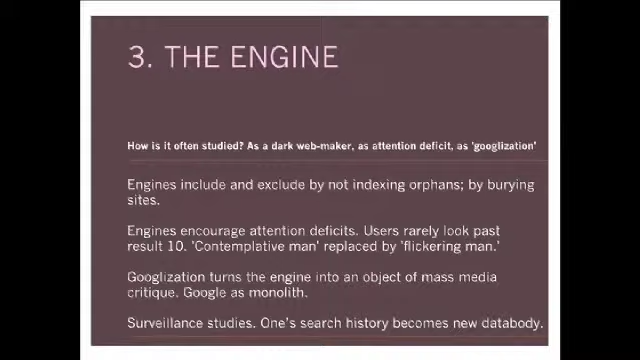 3. THE ENGINE
How is it often studied? As a dark web-maker, as attention deficit, as 'googlization'
Engines include and exclude by not indexing orphans; by burying
sites.
Engines encourage attention deficits. Users rarely look past
result 10. 'Contemplative man' replaced by 'flickering man.'
Googlization turns the engine into an object of mass media
critique. Google as monolith.
Surveillance studies. One's search history becomes new databody.